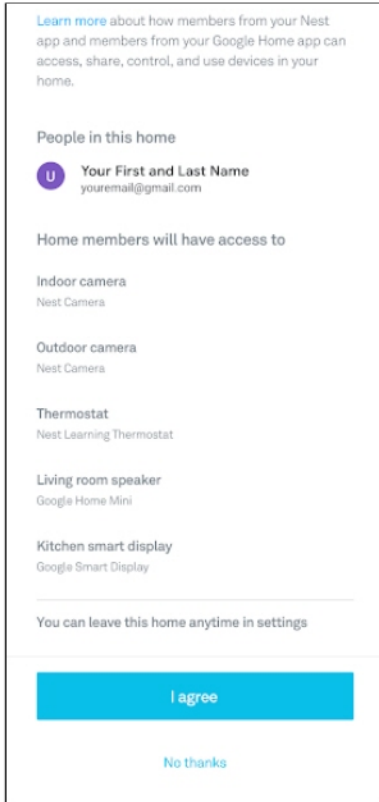 Learn more about how members from your Nest
app and members from your Google Home app can
access, share, control, and use devices in your
home.
People in this home
U
Your First and Last Name
youremail@gmail.com
Home members will have access to
Indoor camera
Nest Camera
Outdoor camera
Nest Camera
Thermostat
Nest Learning Thermostat
Living room speaker
Google Home Mini
Kitchen smart display
Google Smart Display
You can leave this home anytime in settings
I agree
No thanks